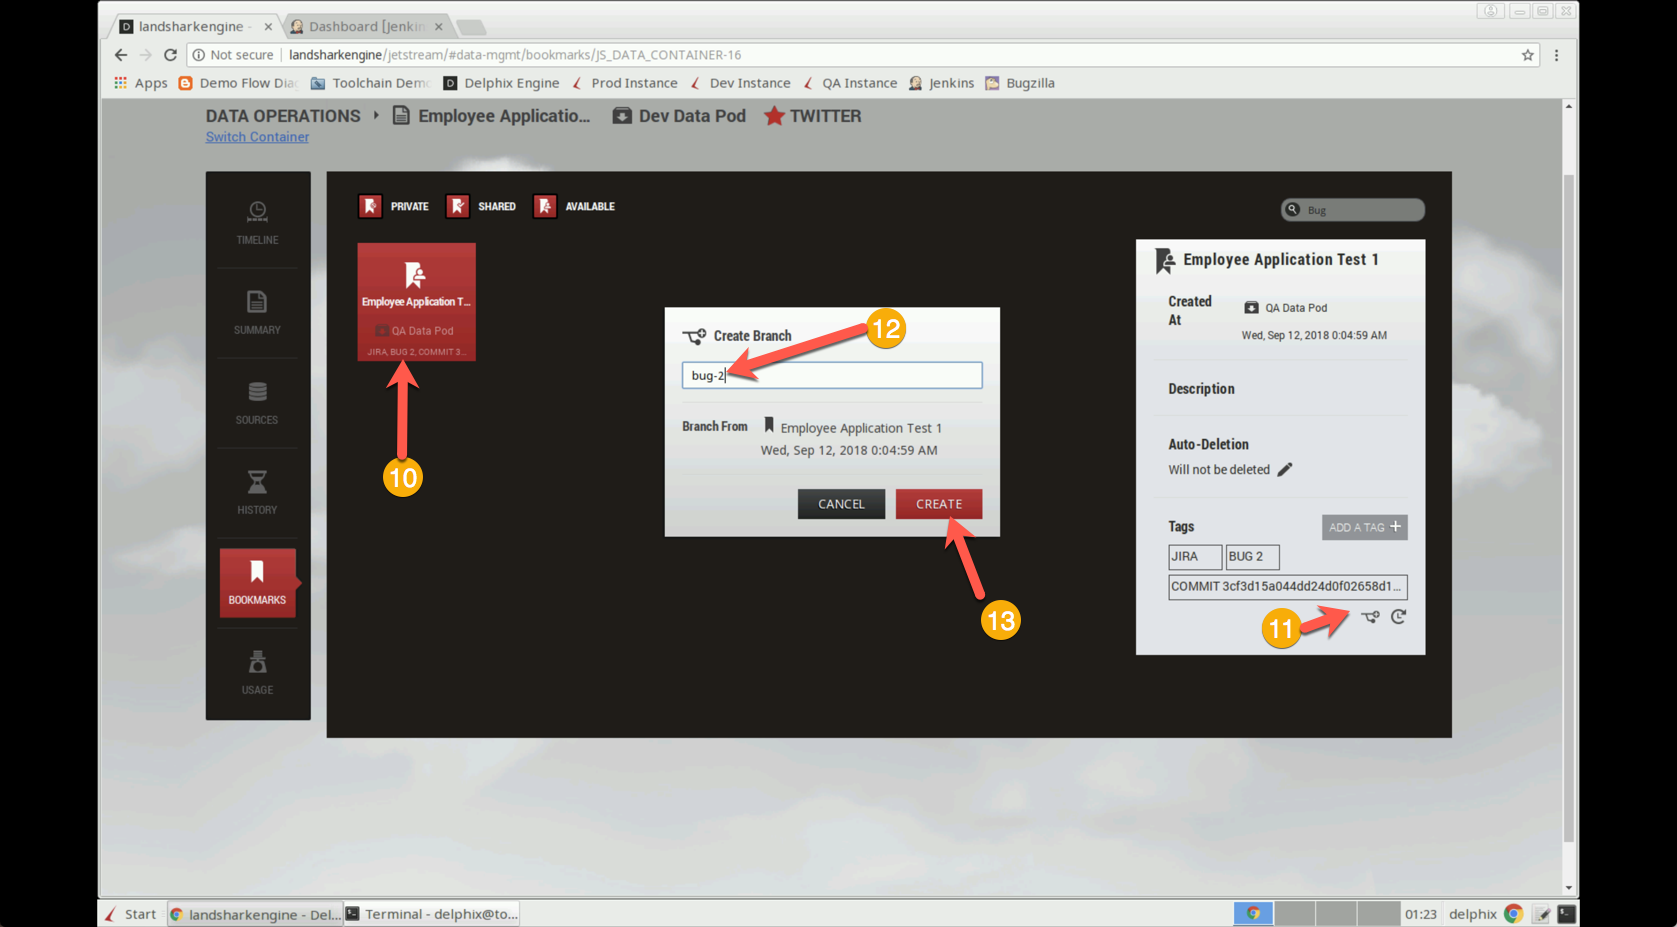 landsharkengine -
Dashboard [Jenkin
Not secure
landsharkengine/jetstream/#data-mgmt/bookmarks/JS_DATA_CONTAINER-16
Apps
Demo Flow Dia
Toolchain Demo
Delphix Engine
Prod Instance
Dev Instance
QA Instance
Jenkins
Bugzilla
DATA OPERATIONS
Employee Applicatio...
Dev Data Pod
TWITTER
Switch Container
TIMELINE
SUMMARY
SOURCES
HISTORY
BOOKMARKS
USAGE
PRIVATE
SHARED
AVAILABLE
Bug
Employee Application T...
QA Data Pod
JIRA, BUG 2, COMMIT 3...
10
Create Branch
12
bug-2
Branch From
Employee Application Test 1
Wed, Sep 12, 2018 0:04:59 AM
CANCEL
CREATE
13
Employee Application Test 1
Created At
QA Data Pod
Wed, Sep 12, 2018 0:04:59 AM
Description
Auto-Deletion
Will not be deleted
Tags
ADD A TAG +
JIRA
BUG 2
COMMIT 3cf3d15a044dd24d0f02658d1...
11
Start
landsharkengine - Del...
Terminal - delphix@to...
01:23
delphix